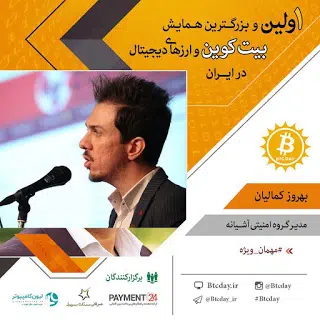 اولین و بزرگترین همایش
بیت کوین و ارزهای دیجیتال
در ایران
BTCDAY
بهروز کمالیان
مدیر گروه امنیتی آشیانه
#مهمان_ویژه
برگزارکنندگان
PAYMENT24
Btcday.ir
@Btcday
@Btcday_ir
#Btcday